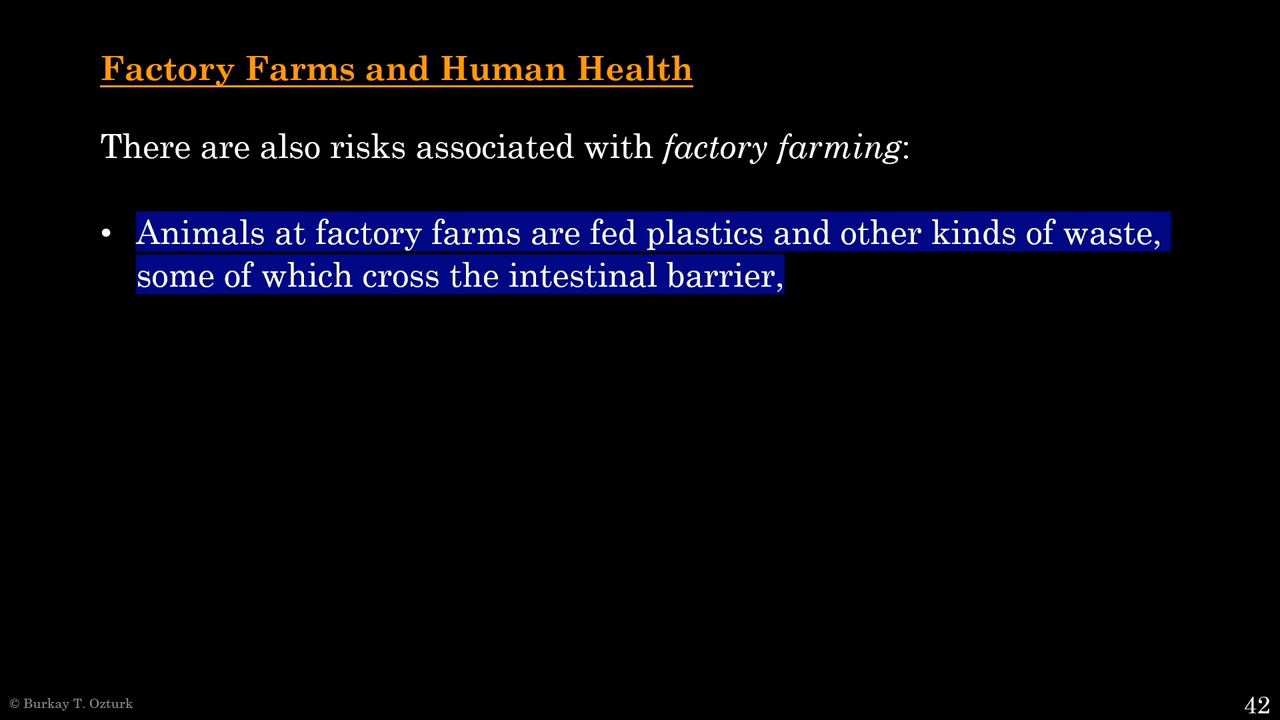 Factory Farms and Human Health
There are also risks associated with factory farming:
• Animals at factory farms are fed plastics and other kinds of waste,
some of which cross the intestinal barrier,
© Burkay T. Ozturk
42